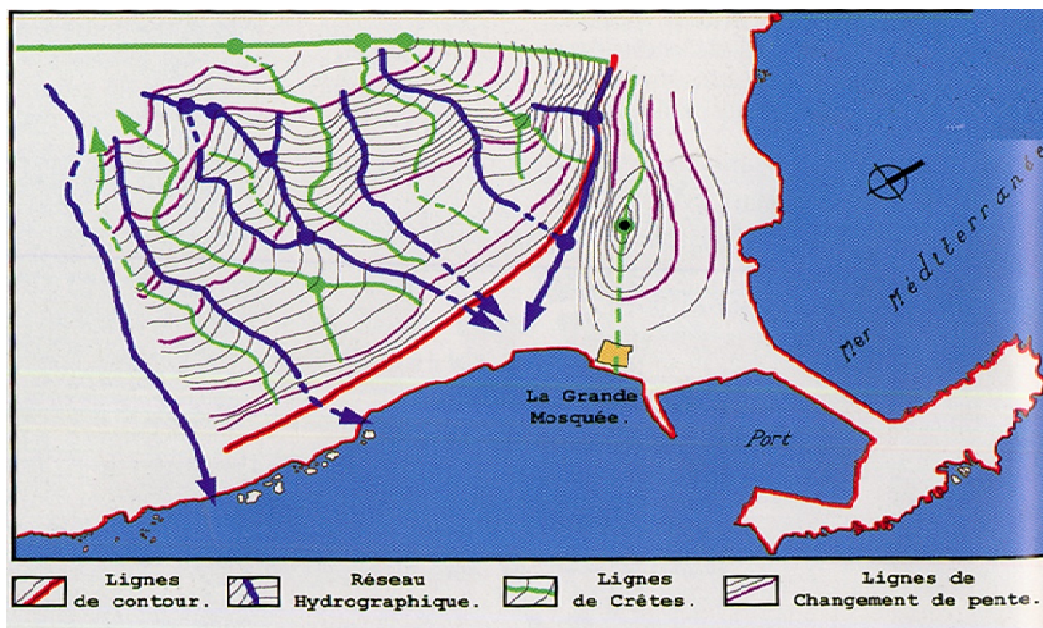 Mer Méditerranée
La Grande
Mosquée.
Port
Lignes
de contour.
Réseau
Hydrographique.
Lignes
de Crêtes.
Lignes de
Changement de pente.